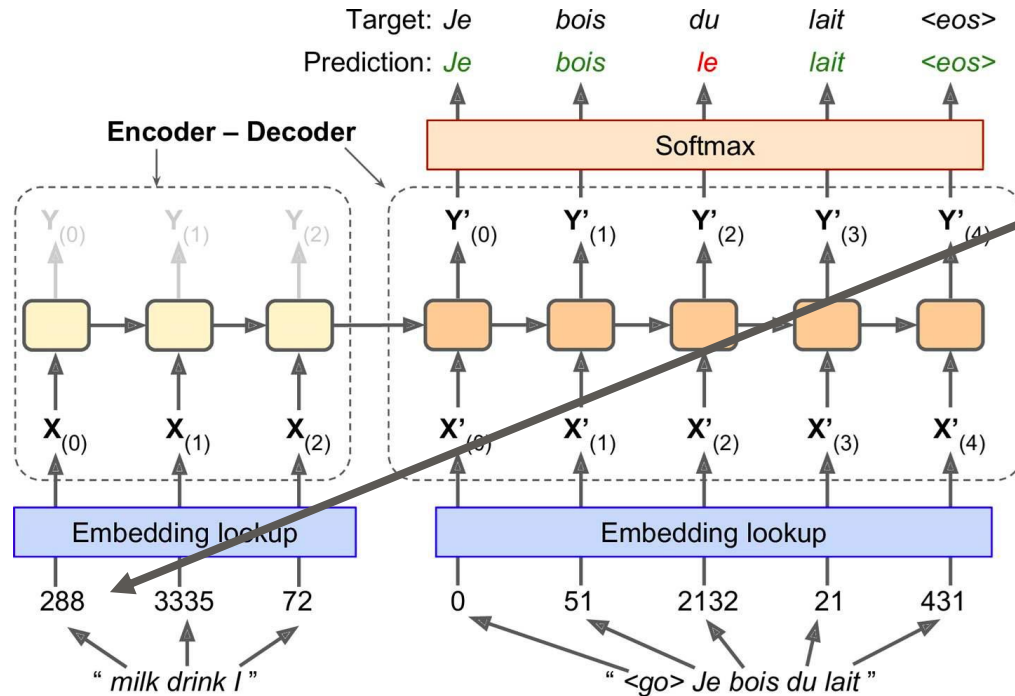 Target: Je bois du lait <eos>
Prediction: Je bois le lait <eos>
Encoder – Decoder
Softmax
Y(0) Y(1) Y(2) Y’(0) Y’(1) Y’(2) Y’(3) Y’(4)
X(0) X(1) X(2) X’(0) X’(1) X’(2) X’(3) X’(4)
Embedding lookup Embedding lookup
288 3335 72 0 51 2132 21 431
“ milk drink I ” “ <go> Je bois du lait ”